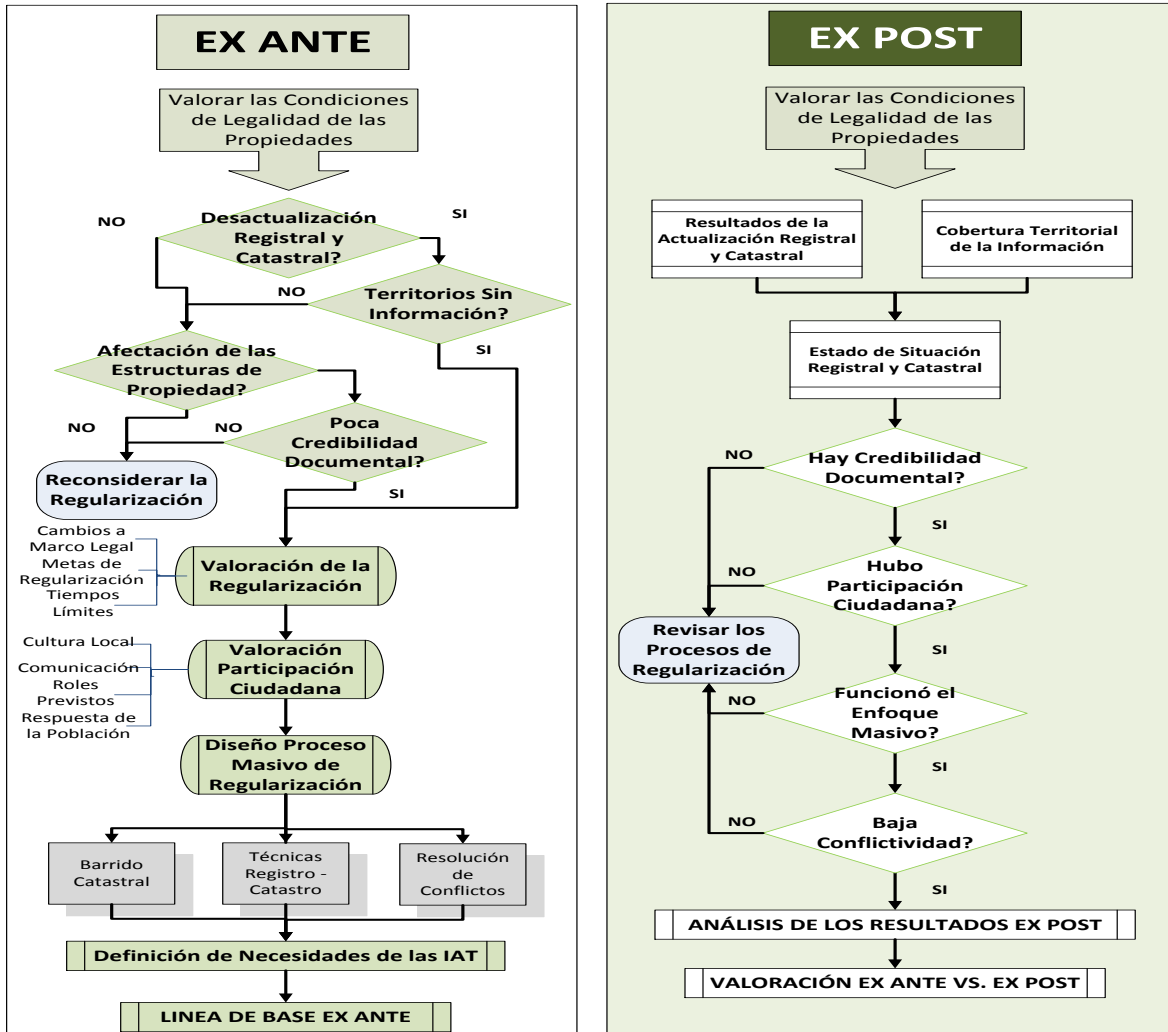 EX ANTE
Valorar las Condiciones
de Legalidad de las
Propiedades
NO
Desactualización
Registral y
Catastral?
SI
NO
Territorios Sin
Información?
SI
Afectación de las
Estructuras de
Propiedad?
NO
NO
Poca
Credibilidad
Documental?
SI
Reconsiderar la
Regularización
Cambios a
Marco Legal
Metas de
Regularización
Tiempos
Límites
Valoración de la
Regularización
Cultura Local
Comunicación
Roles
Previstos
Respuesta de
la Población
Valoración
Participación
Ciudadana
Diseño Proceso
Masivo de
Regularización
Barrido
Catastral
Técnicas
Registro -
Catastro
Resolución
de
Conflictos
Definición de Necesidades de las IAT
LINEA DE BASE EX ANTE
EX POST
Valorar las Condiciones
de Legalidad de las
Propiedades
Resultados de la
Actualización Registral
y Catastral
Cobertura Territorial
de la Información
Estado de Situación
Registral y Catastral
NO
Hay Credibilidad
Documental?
SI
NO
Hubo
Participación
Ciudadana?
SI
Revisar los
Procesos de
Regularización
NO
Funcionó el
Enfoque
Masivo?
SI
NO
Baja
Conflictividad?
SI
ANÁLISIS DE LOS RESULTADOS EX POST
VALORACIÓN EX ANTE VS. EX POST